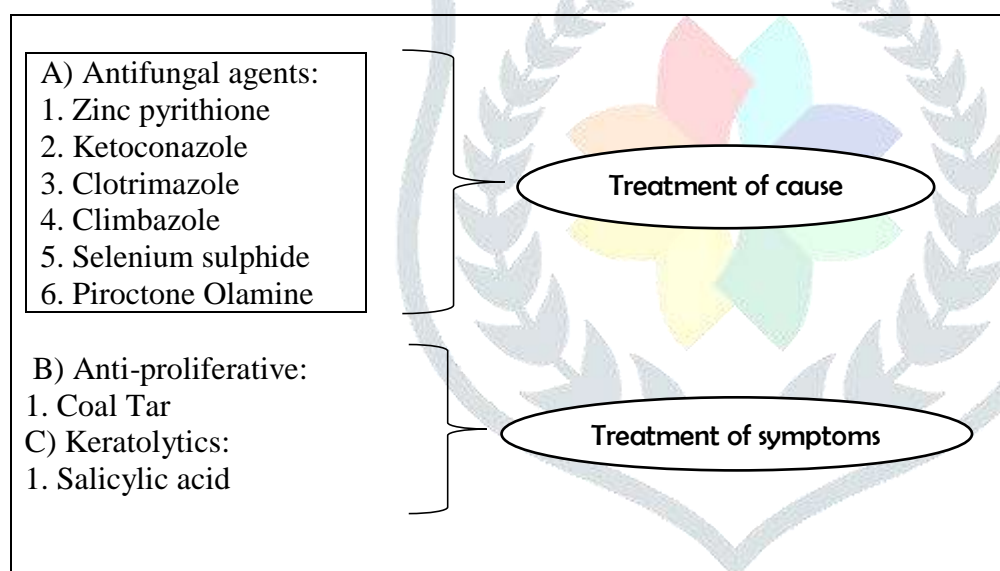 A) Antifungal agents:
1. Zinc pyrithione
2. Ketoconazole
3. Clotrimazole
4. Climbazole
5. Selenium sulphide
6. Piroctone Olamine
Treatment of cause
B) Anti-proliferative:
1. Coal Tar
C) Keratolytics:
1. Salicylic acid
Treatment of symptoms